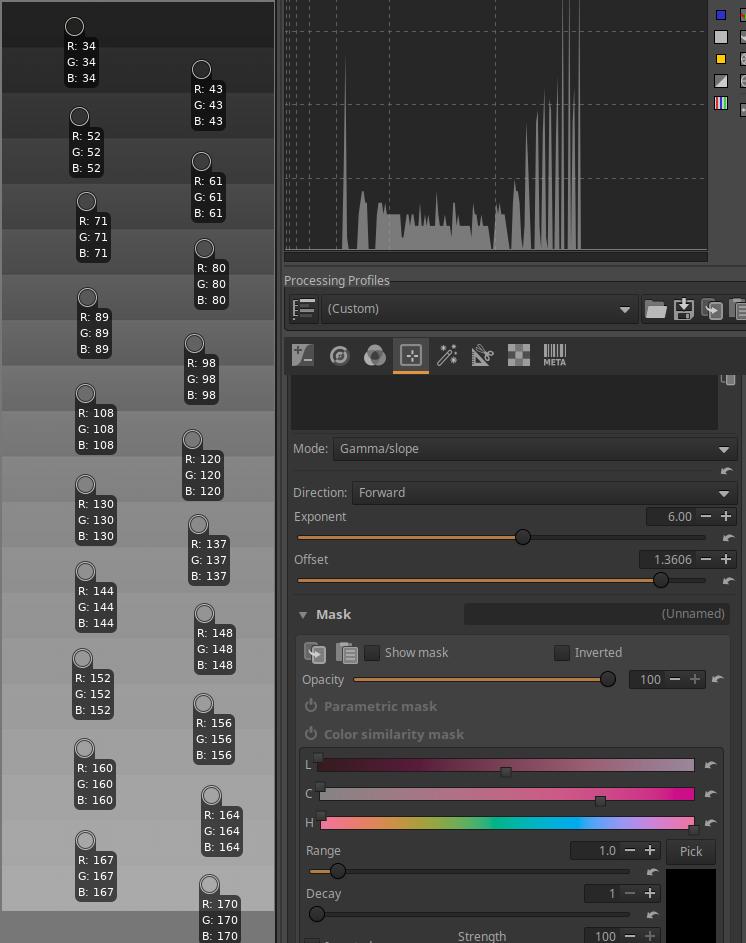 R: 34
G: 34
B: 34
R: 43
G: 43
B: 43
R: 52
G: 52
B: 52
R: 61
G: 61
B: 61
R: 71
G: 71
B: 71
R: 80
G: 80
B: 80
R: 89
G: 89
B: 89
R: 98
G: 98
B: 98
R: 108
G: 108
B: 108
R: 120
G: 120
B: 120
R: 130
G: 130
B: 130
R: 137
G: 137
B: 137
R: 144
G: 144
B: 144
R: 148
G: 148
B: 148
R: 152
G: 152
B: 152
R: 156
G: 156
B: 156
R: 160
G: 160
B: 160
R: 164
G: 164
B: 164
R: 167
G: 167
B: 167
R: 170
G: 170
B: 170
Processing Profiles
(Custom)
META
Mode: Gamma/slope
Direction: Forward
Exponent 6.00
Offset 1.3606
Mask (Unnamed)
Show mask Inverted
Opacity 100
Parametric mask
Color similarity mask
L
C
H
Range 1.0 Pick
Decay 1
Strength 100